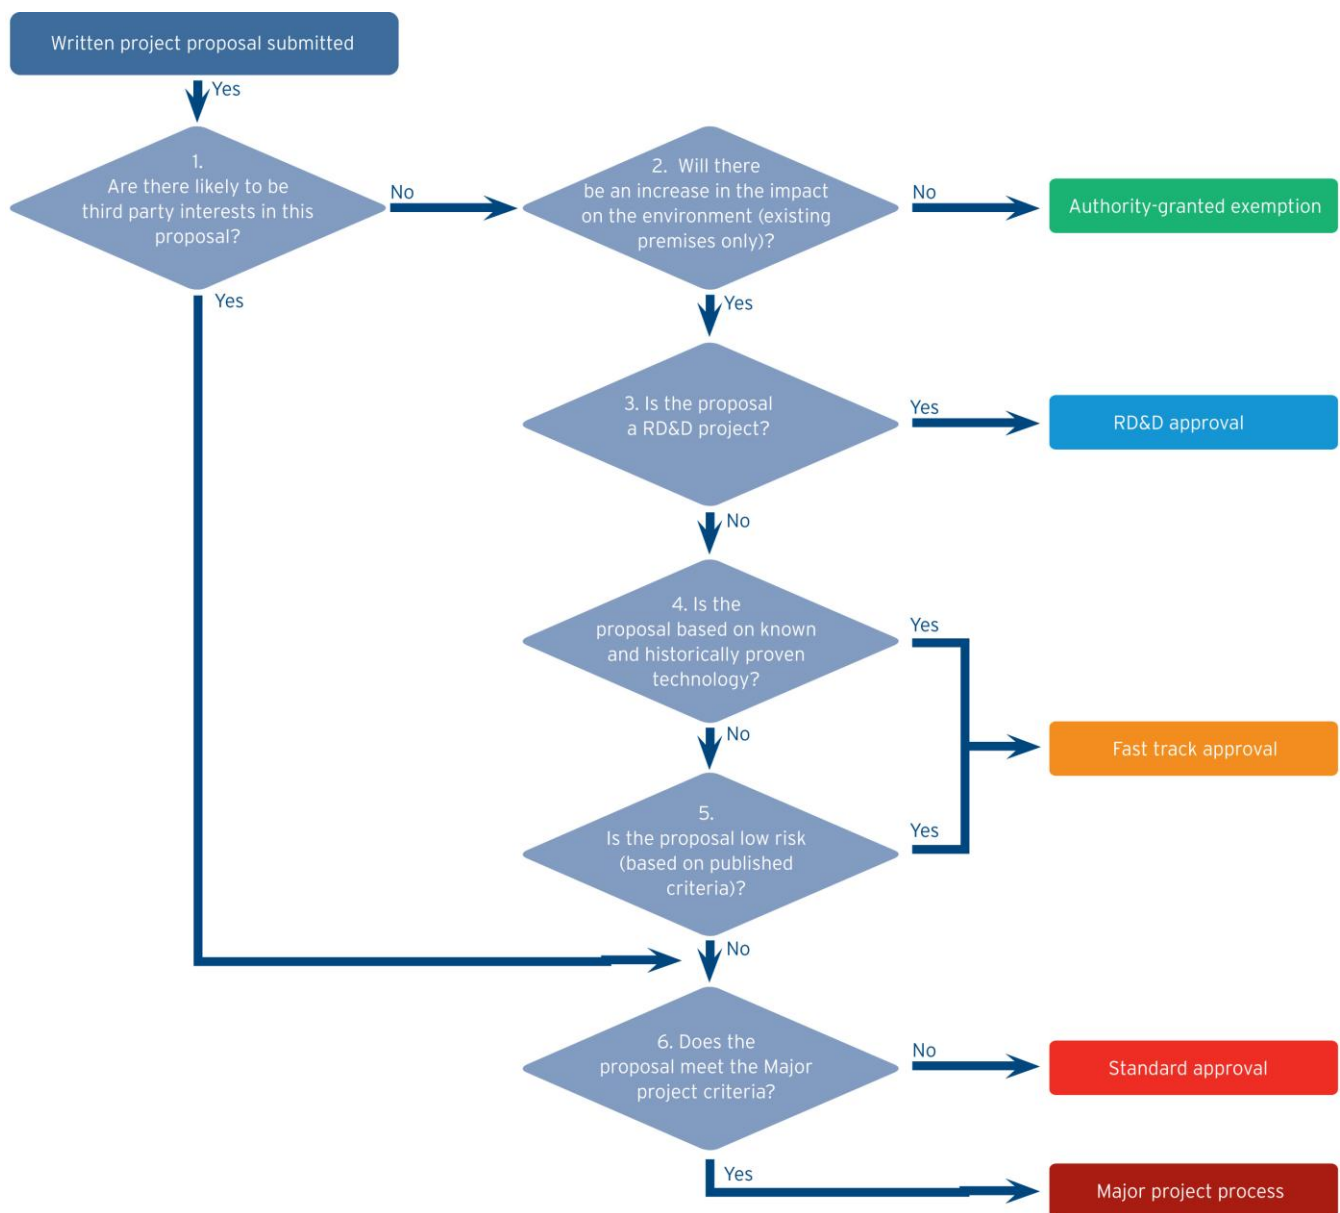 Written project proposal submitted
Yes
1.
Are there likely to be
third party interests in this
proposal?
No
2. Will there
be an increase in the impact
on the environment (existing
premises only)?
No
Authority-granted exemption
Yes
Yes
3. Is the proposal
a RD&D project?
Yes
RD&D approval
No
4. Is the
proposal based on known
and historically proven
technology?
Yes
No
Fast track approval
5.
Is the proposal low risk
(based on published
criteria)?
Yes
No
6. Does the
proposal meet the Major
project criteria?
No
Standard approval
Yes
Major project process